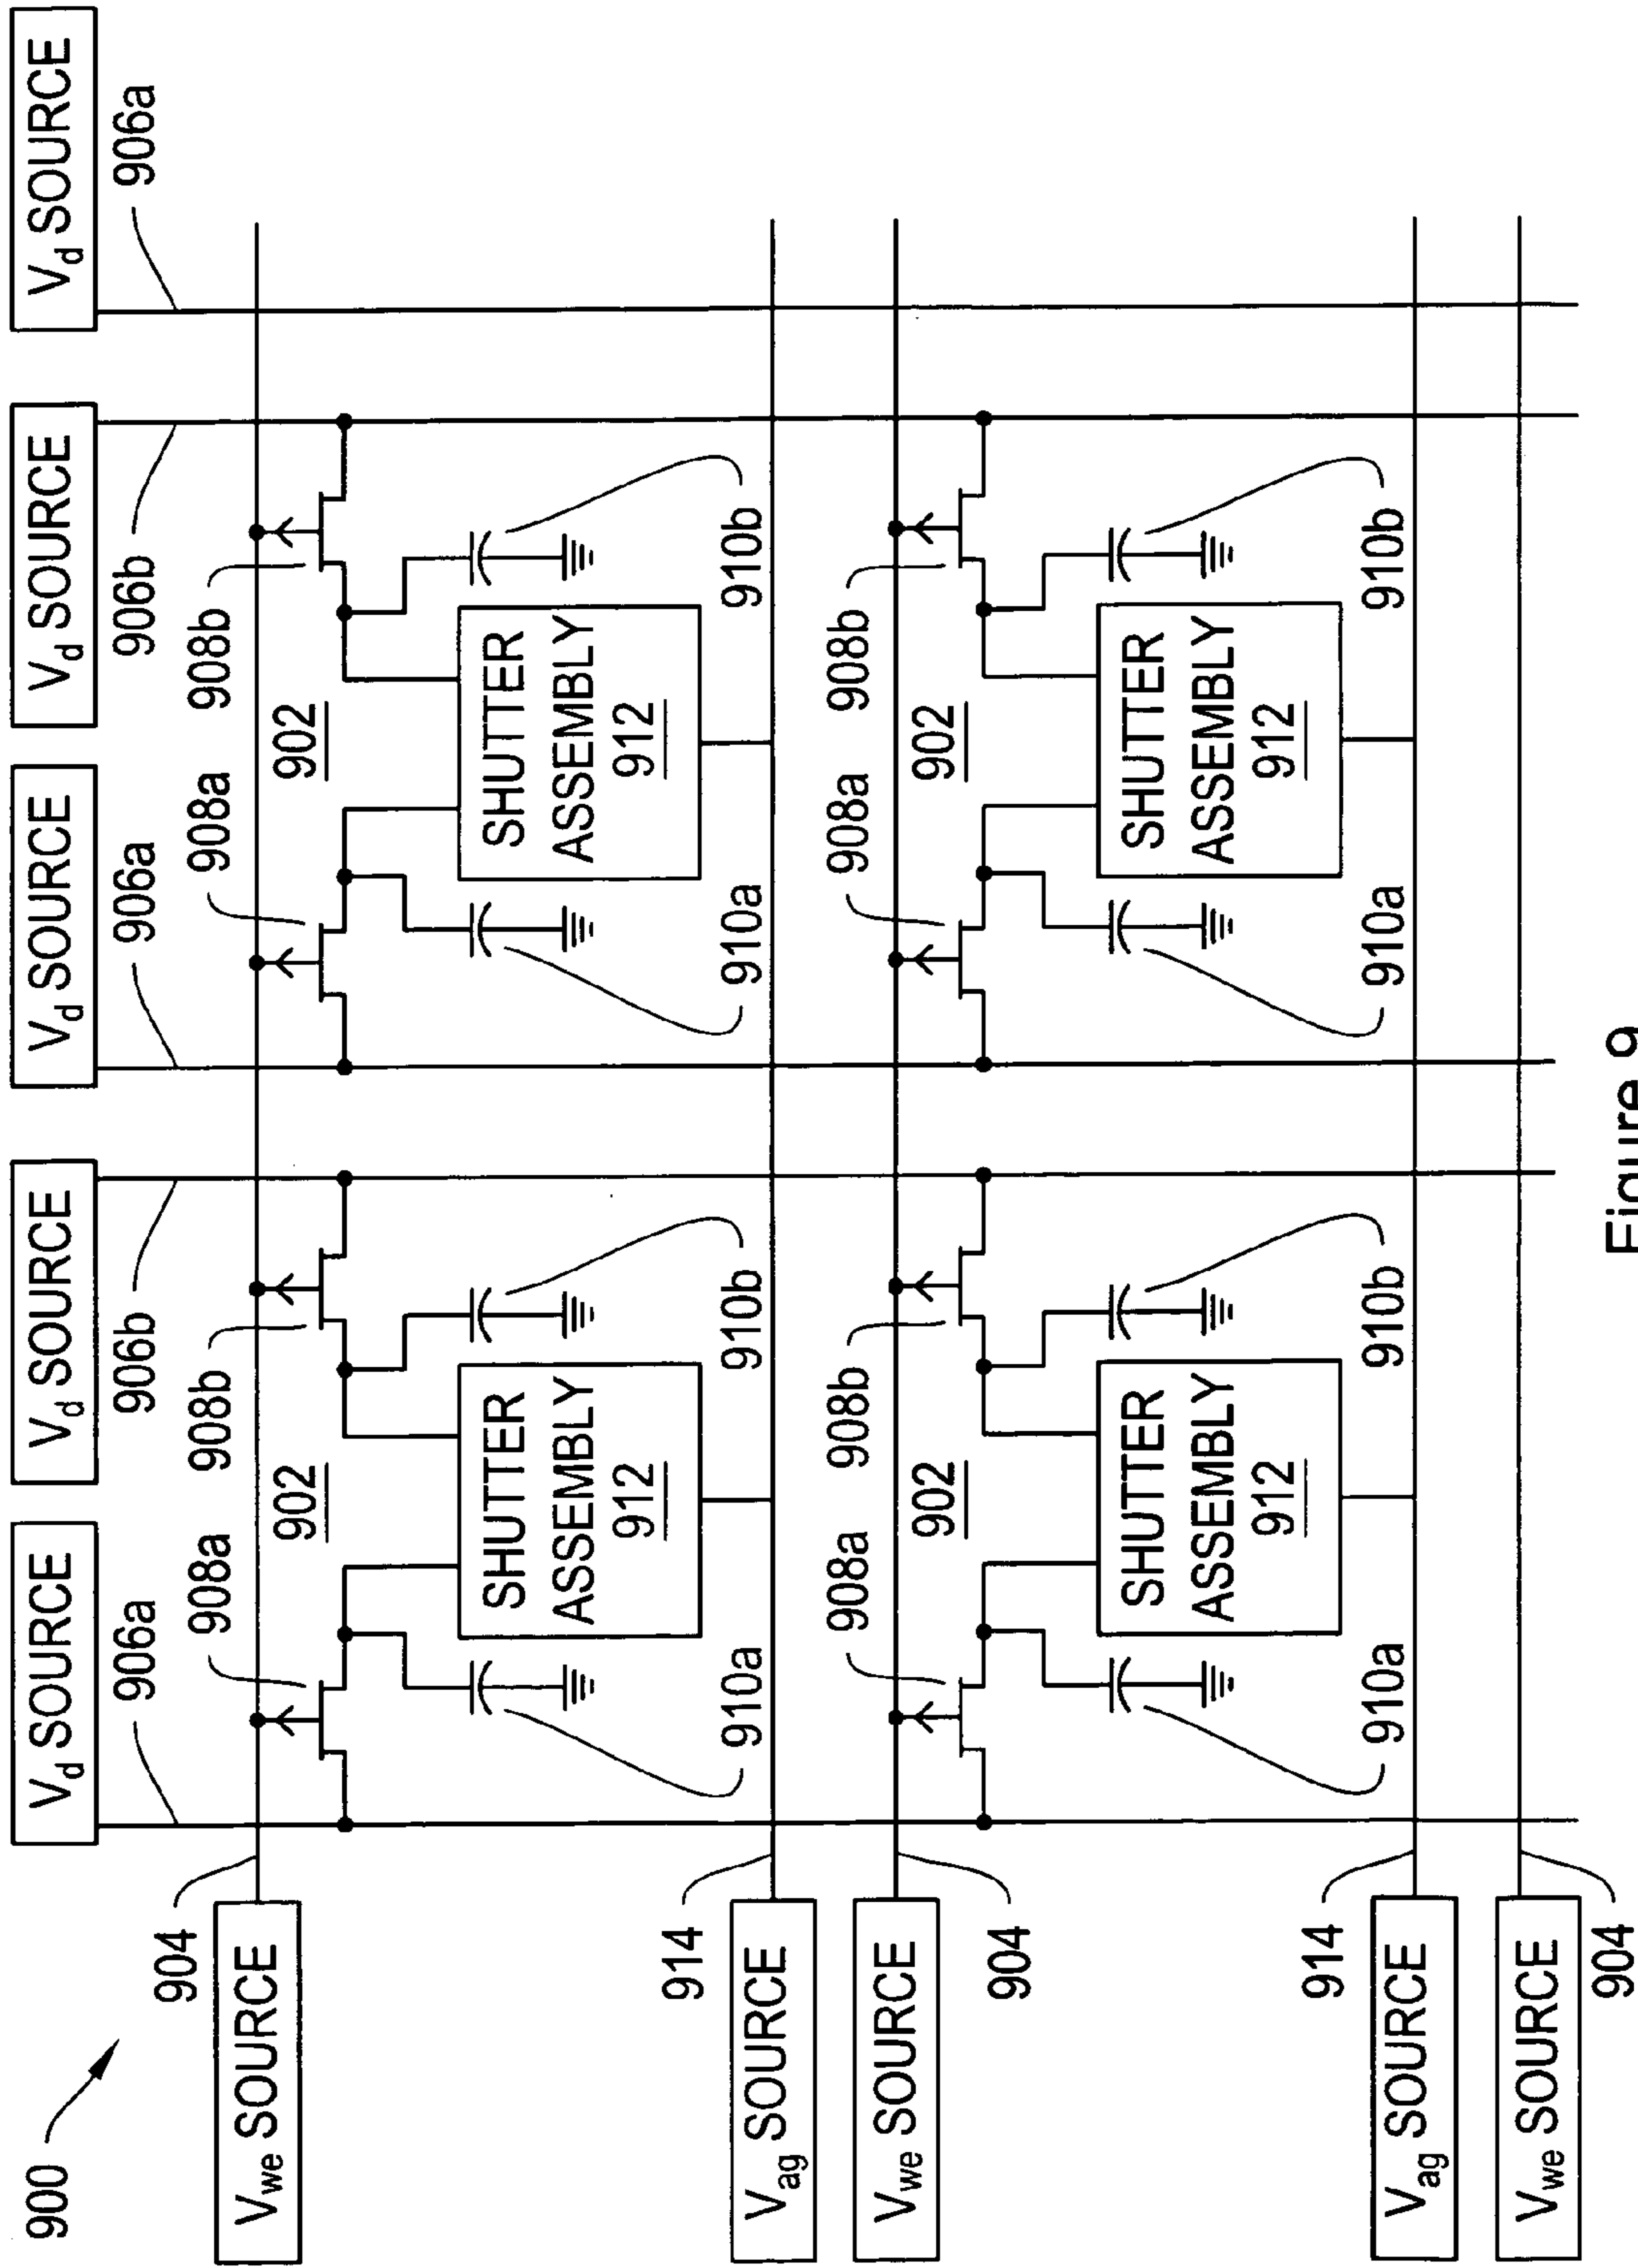 900
V_d SOURCE
V_d SOURCE
V_d SOURCE
V_d SOURCE
V_d SOURCE
906a
906b
906a
906b
906a
904
908a
908b
908a
908b
V_we SOURCE
902
902
SHUTTER
ASSEMBLY
912
SHUTTER
ASSEMBLY
912
914
910a
910b
910a
910b
V_ag SOURCE
908a
908b
908a
908b
V_we SOURCE
902
902
904
SHUTTER
ASSEMBLY
912
SHUTTER
ASSEMBLY
912
914
910a
910b
910a
910b
V_ag SOURCE
V_we SOURCE
904
Figure 9